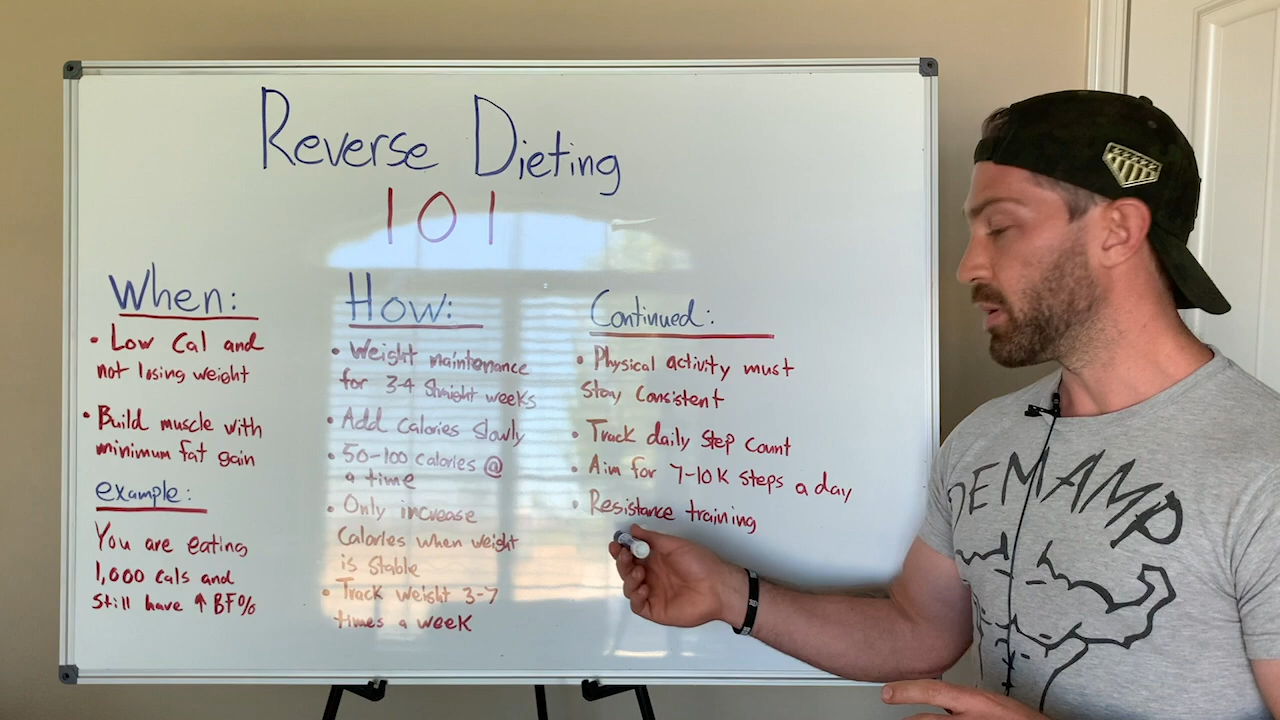 Reverse Dieting
101
When:
• Low Cal and
not losing weight
• Build muscle with
minimum fat gain
example:
You are eating
1,000 cals and
Still have ↑ BF%
How:
• Weight maintenance
for 3-4 Straight weeks
• Add calories slowly
• 50-100 calories @
a time
• Only increase
Calories when weight
is Stable
• Track weight 3-7
times a week
Continued:
• Physical activity must
stay consistent
• Track daily step count
• Aim for 7-10K steps a day
• Resistance training
DEMAMP